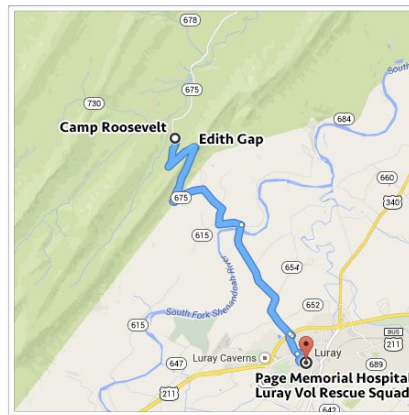 678
675
South F
730
684
Camp Roosevelt
Edith Gap
660
340
675
615
654
652
South Fork Shenandoah River
615
BUS
211
211
647
Luray Caverns
Luray
Page Memorial Hospital
689
Luray Vol Rescue Squad
642